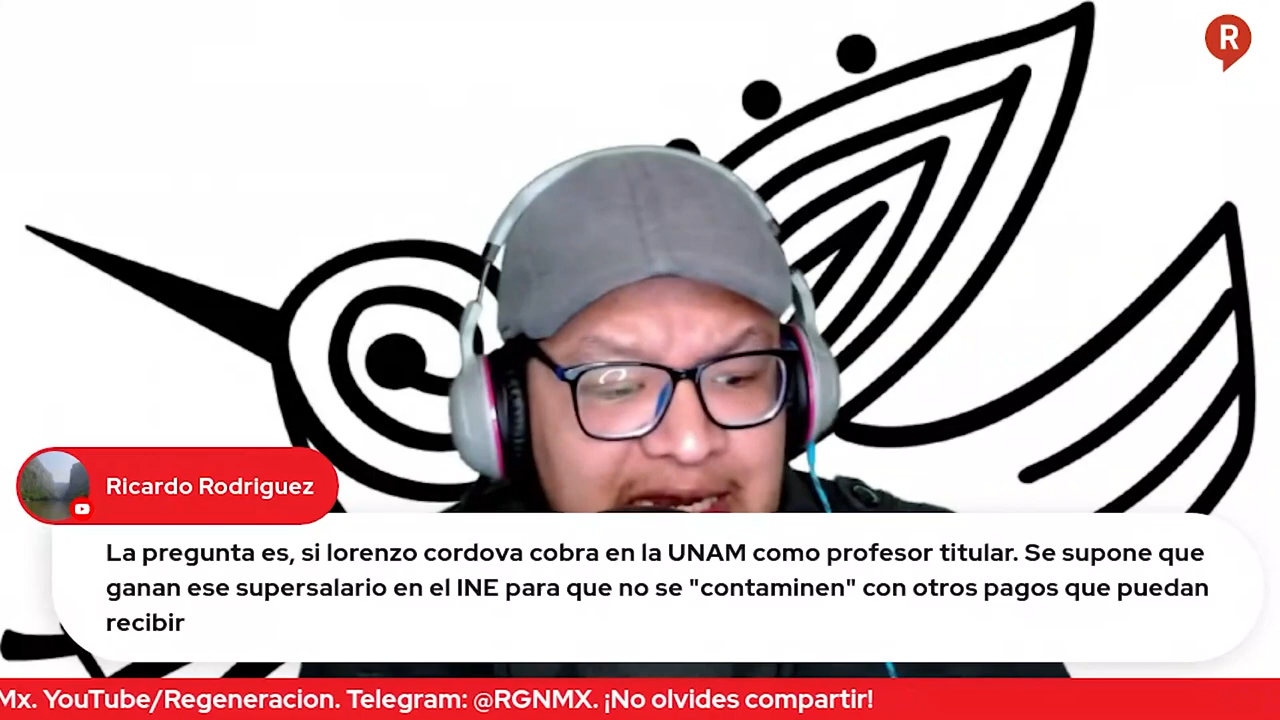 R
Ricardo Rodriguez
La pregunta es, si lorenzo cordova cobra en la UNAM como profesor titular. Se supone que
ganan ese supersalario en el INE para que no se "contaminen" con otros pagos que puedan
recibir
Mx. YouTube/Regeneracion. Telegram: @RGNMX. ¡No olvides compartir!